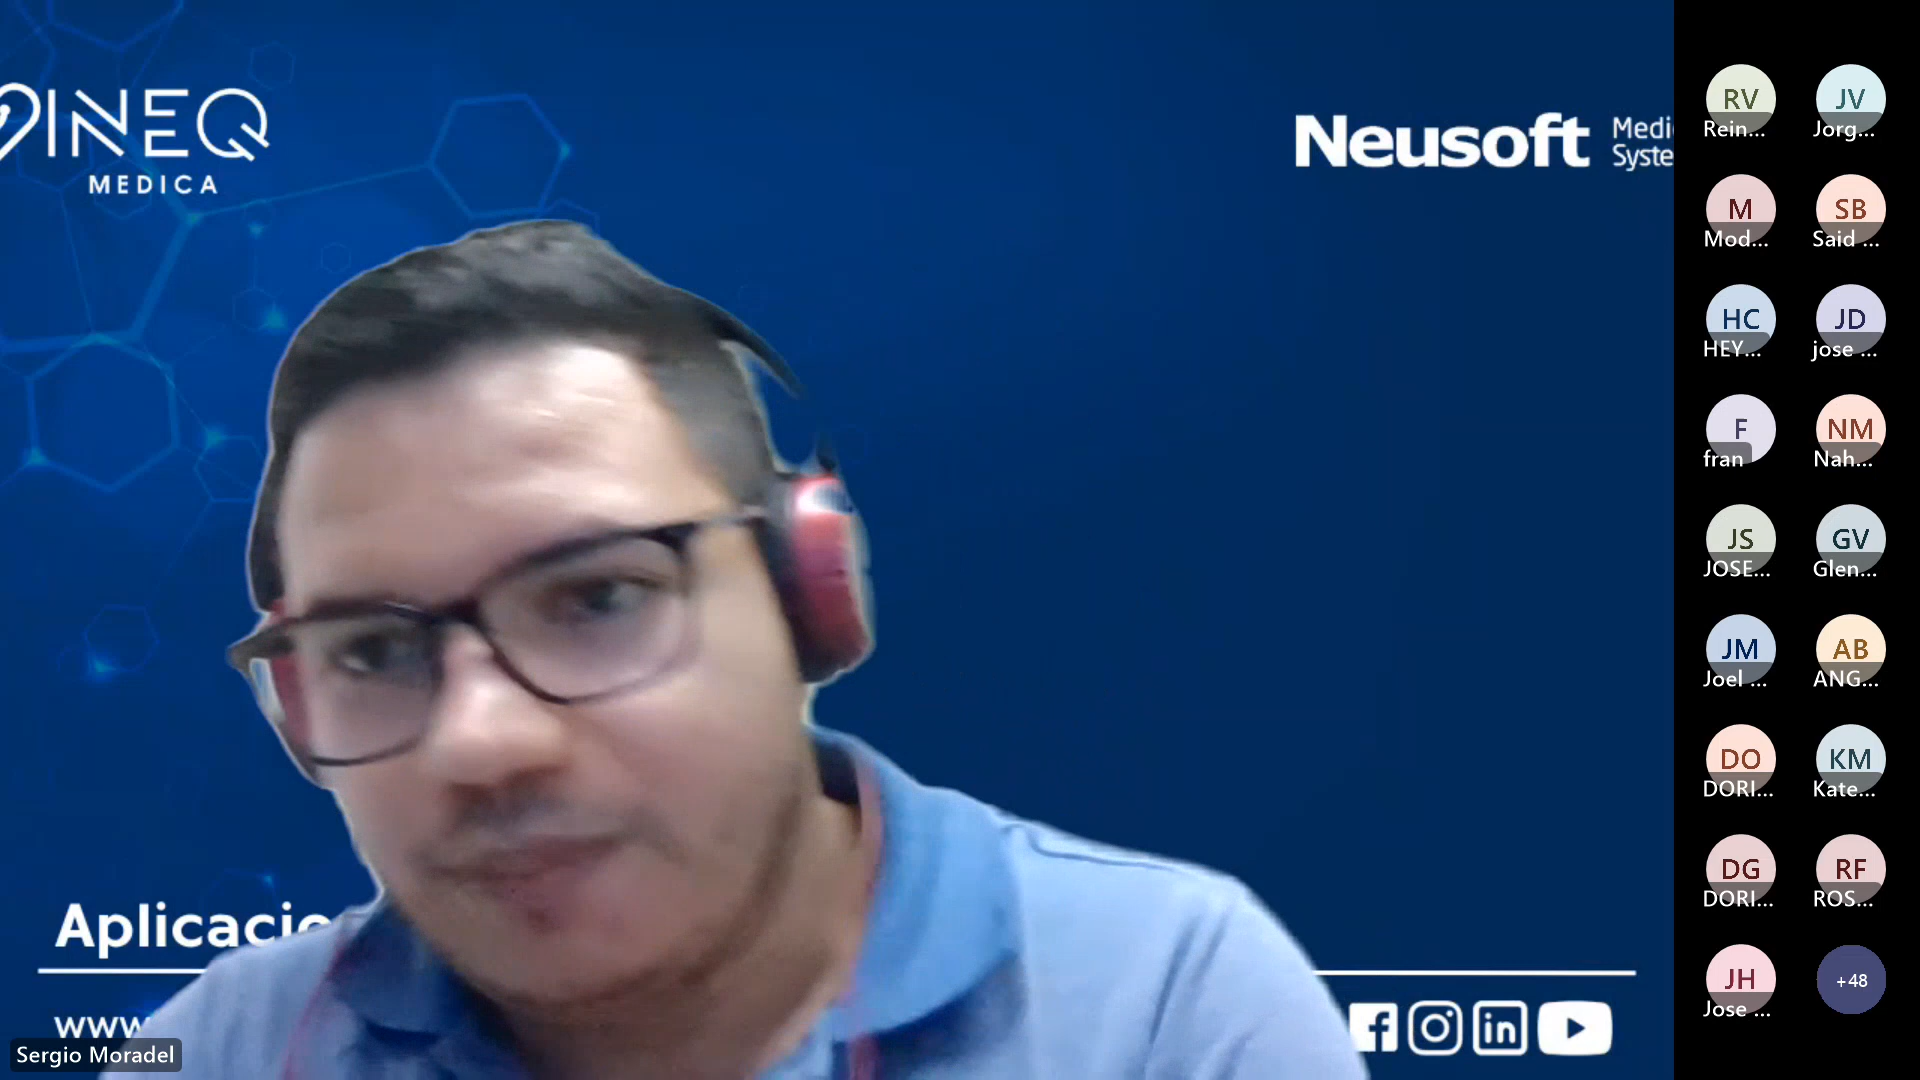 INEQ
MEDICA
Neusoft Medi
Syste
Aplicacio
www
Sergio Moradel
RV
Rein...
JV
Jorg...
M
Mod...
SB
Said ...
HC
HEY...
JD
jose ...
F
fran
NM
Nah...
JS
JOSE...
GV
Glen...
JM
Joel ...
AB
ANG...
DO
DORI...
KM
Kate...
DG
DORI...
RF
ROS...
JH
Jose ...
+48